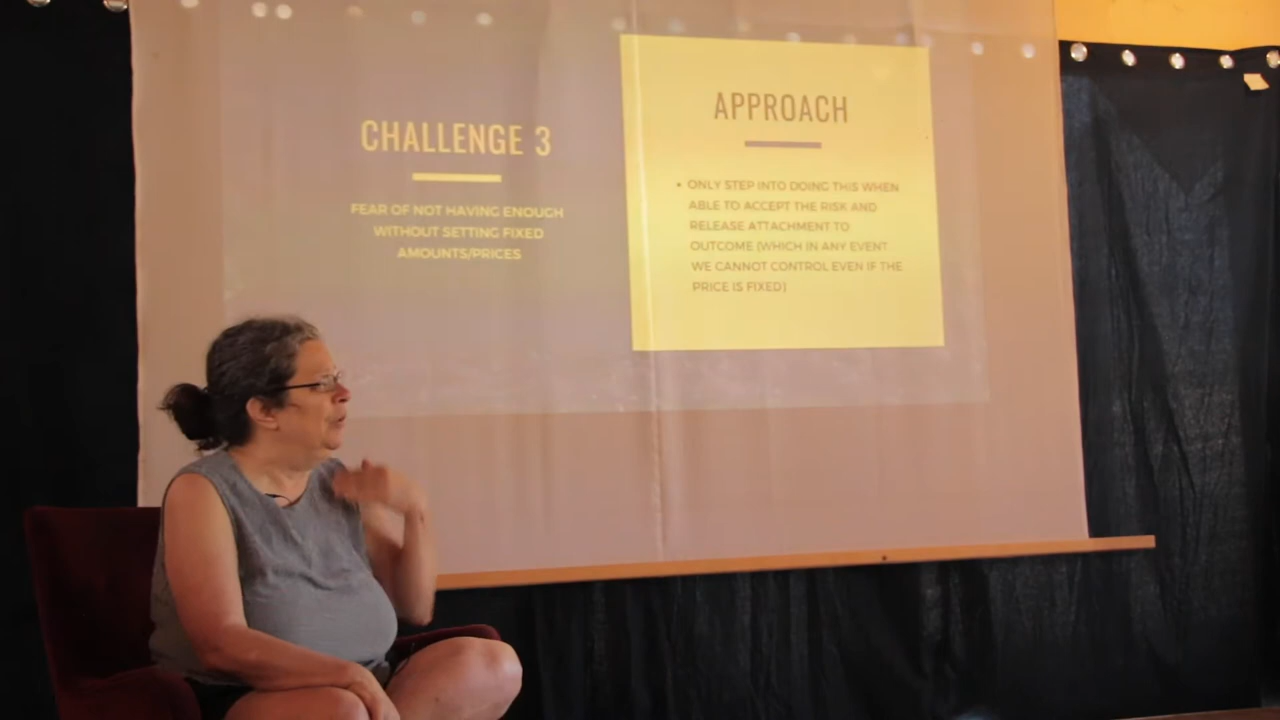 CHALLENGE 3
FEAR OF NOT HAVING ENOUGH
WITHOUT SETTING FIXED
AMOUNTS/PRICES
APPROACH
• ONLY STEP INTO DOING THIS WHEN
ABLE TO ACCEPT THE RISK AND
RELEASE ATTACHMENT TO
OUTCOME (WHICH IN ANY EVENT
WE CANNOT CONTROL EVEN IF THE
PRICE IS FIXED)